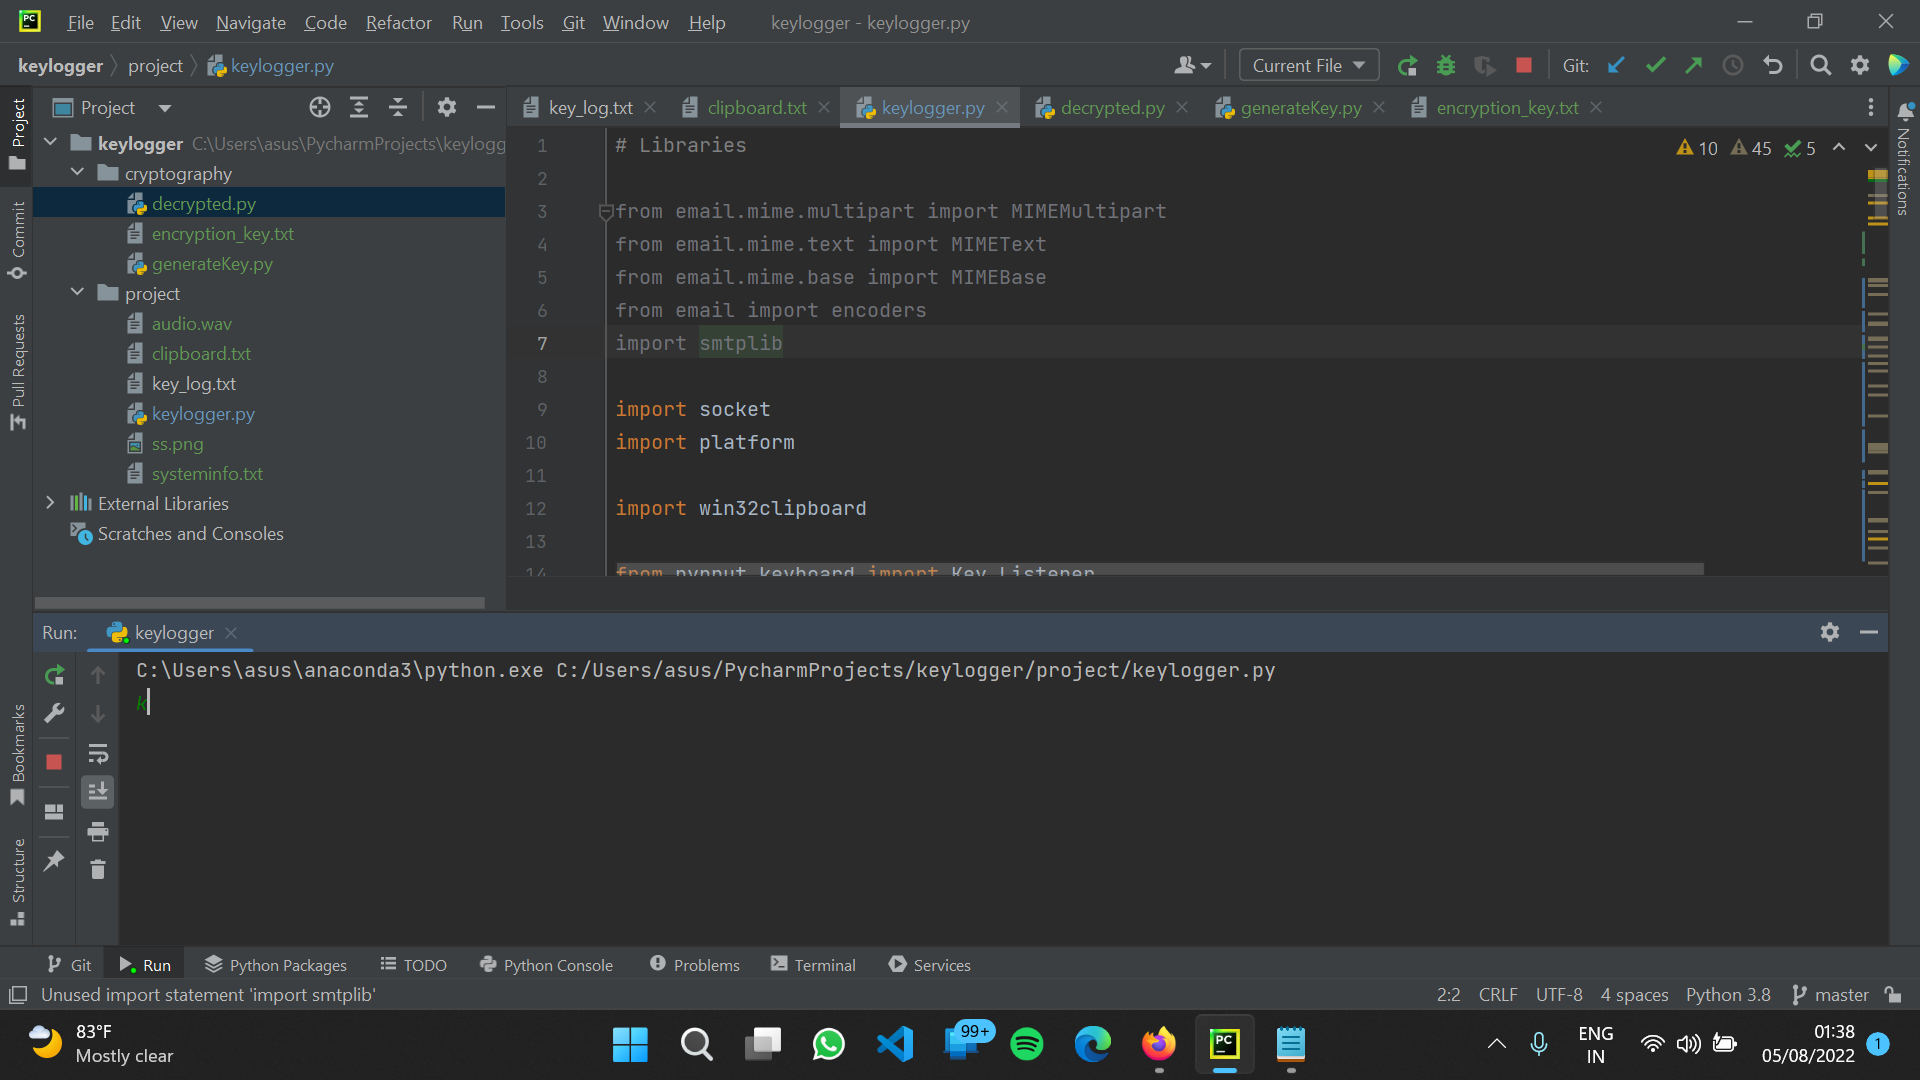 PC File Edit View Navigate Code Refactor Run Tools Git Window Help keylogger - keylogger.py
keylogger project keylogger.py Current File Git:
Project
key_log.txt clipboard.txt keylogger.py decrypted.py generateKey.py encryption_key.txt
Project
Commit
Pull Requests
Bookmarks
Structure
Notifications
keylogger C:\Users\asus\PycharmProjects\keylogg
cryptography
decrypted.py
encryption_key.txt
generateKey.py
project
audio.wav
clipboard.txt
key_log.txt
keylogger.py
ss.png
systeminfo.txt
External Libraries
Scratches and Consoles
10 45 5
1 # Libraries
2
3 from email.mime.multipart import MIMEMultipart
4 from email.mime.text import MIMEText
5 from email.mime.base import MIMEBase
6 from email import encoders
7 import smtplib
8
9 import socket
10 import platform
11
12 import win32clipboard
13
14 from pynput.keyboard import Key, Listener
Run: keylogger
C:\Users\asus\anaconda3\python.exe C:/Users/asus/PycharmProjects/keylogger/project/keylogger.py
k
Git Run Python Packages TODO Python Console Problems Terminal Services
Unused import statement 'import smtplib' 2:2 CRLF UTF-8 4 spaces Python 3.8 master
83°F
Mostly clear
99+
PC
ENG
IN
01:38
05/08/2022
1